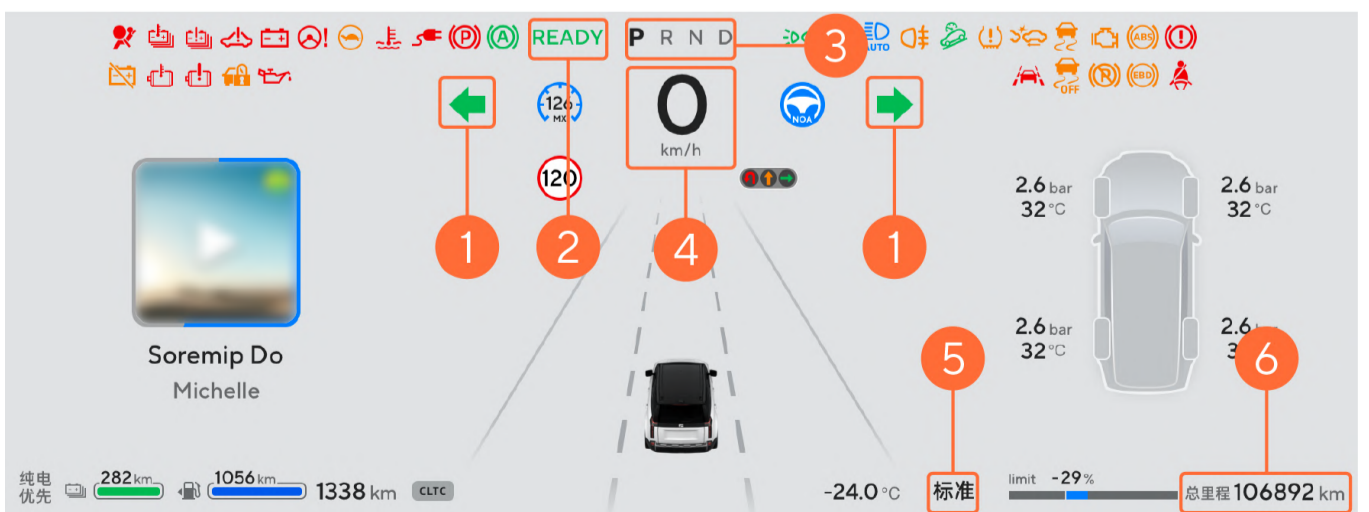 READY
P R N D
3
AUTO
ABS
P
A
OFF
P
EBD
0
km/h
126
MX
NOA
120
1
2
4
1
2.6 bar
32 °C
2.6 bar
32 °C
2.6 bar
32 °C
2.6
5
6
Soremip Do
Michelle
纯电
优先
282 km
1056 km
1338 km
CLTC
-24.0 °C
标准
limit -29 %
总里程 106892 km